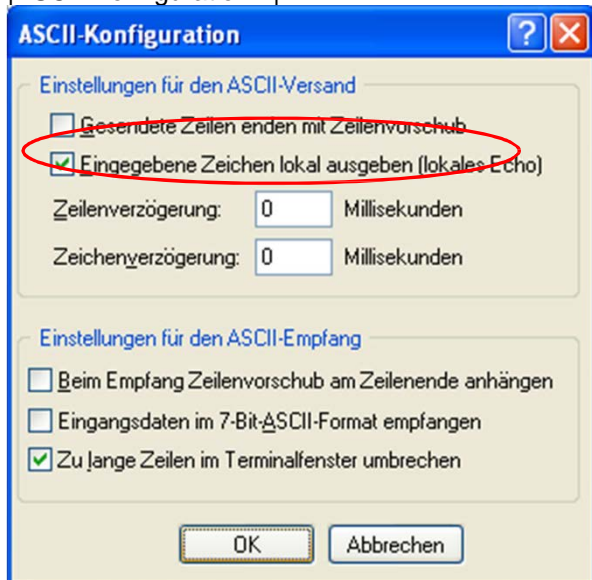 ASCII-Konfiguration
Einstellungen für den ASCII-Versand
Gesendete Zeilen enden mit Zeilenvorschub
Eingegebene Zeichen lokal ausgeben (lokales Echo)
Zeilenverzögerung: 0 Millisekunden
Zeichenverzögerung: 0 Millisekunden
Einstellungen für den ASCII-Empfang
Beim Empfang Zeilenvorschub am Zeilenende anhängen
Eingangsdaten im 7-Bit-ASCII-Format empfangen
Zu lange Zeilen im Terminalfenster umbrechen
OK Abbrechen